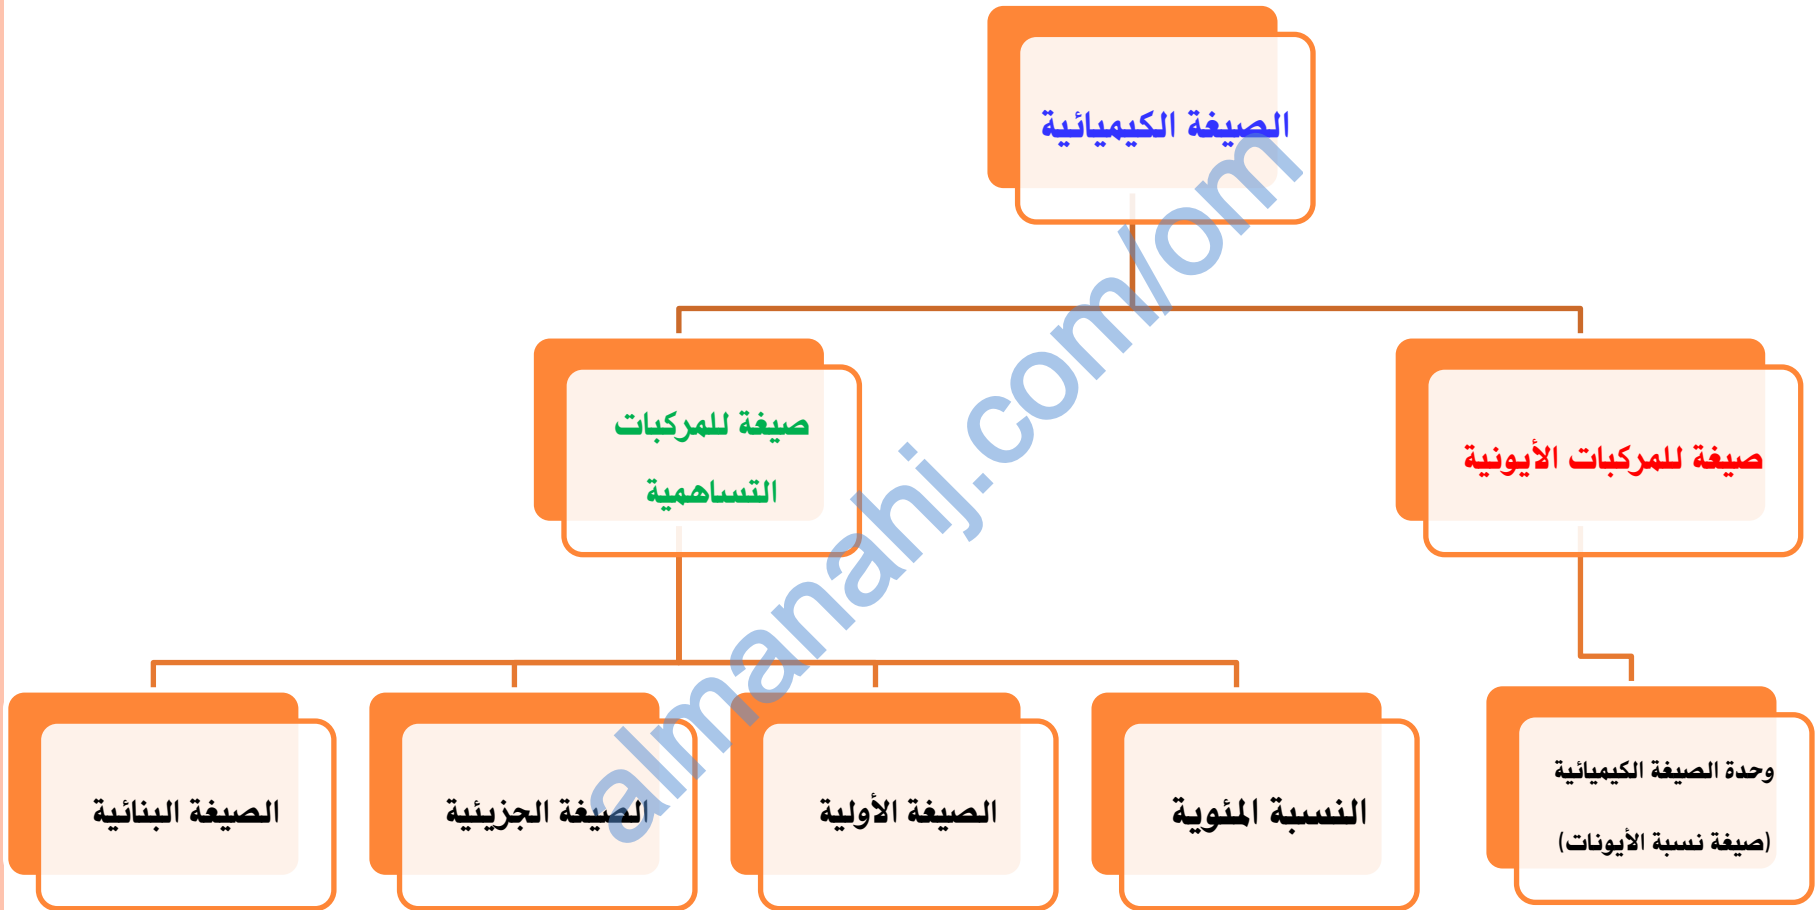 الصيغة الكيميائية
صيغة للمركبات الأيونية
صيغة للمركبات
التساهمية
وحدة الصيغة الكيميائية
(صيغة نسبة الأيونات)
النسبة المئوية
الصيغة الأولية
الصيغة الجزيئية
الصيغة البنائية
almanahj.com/om